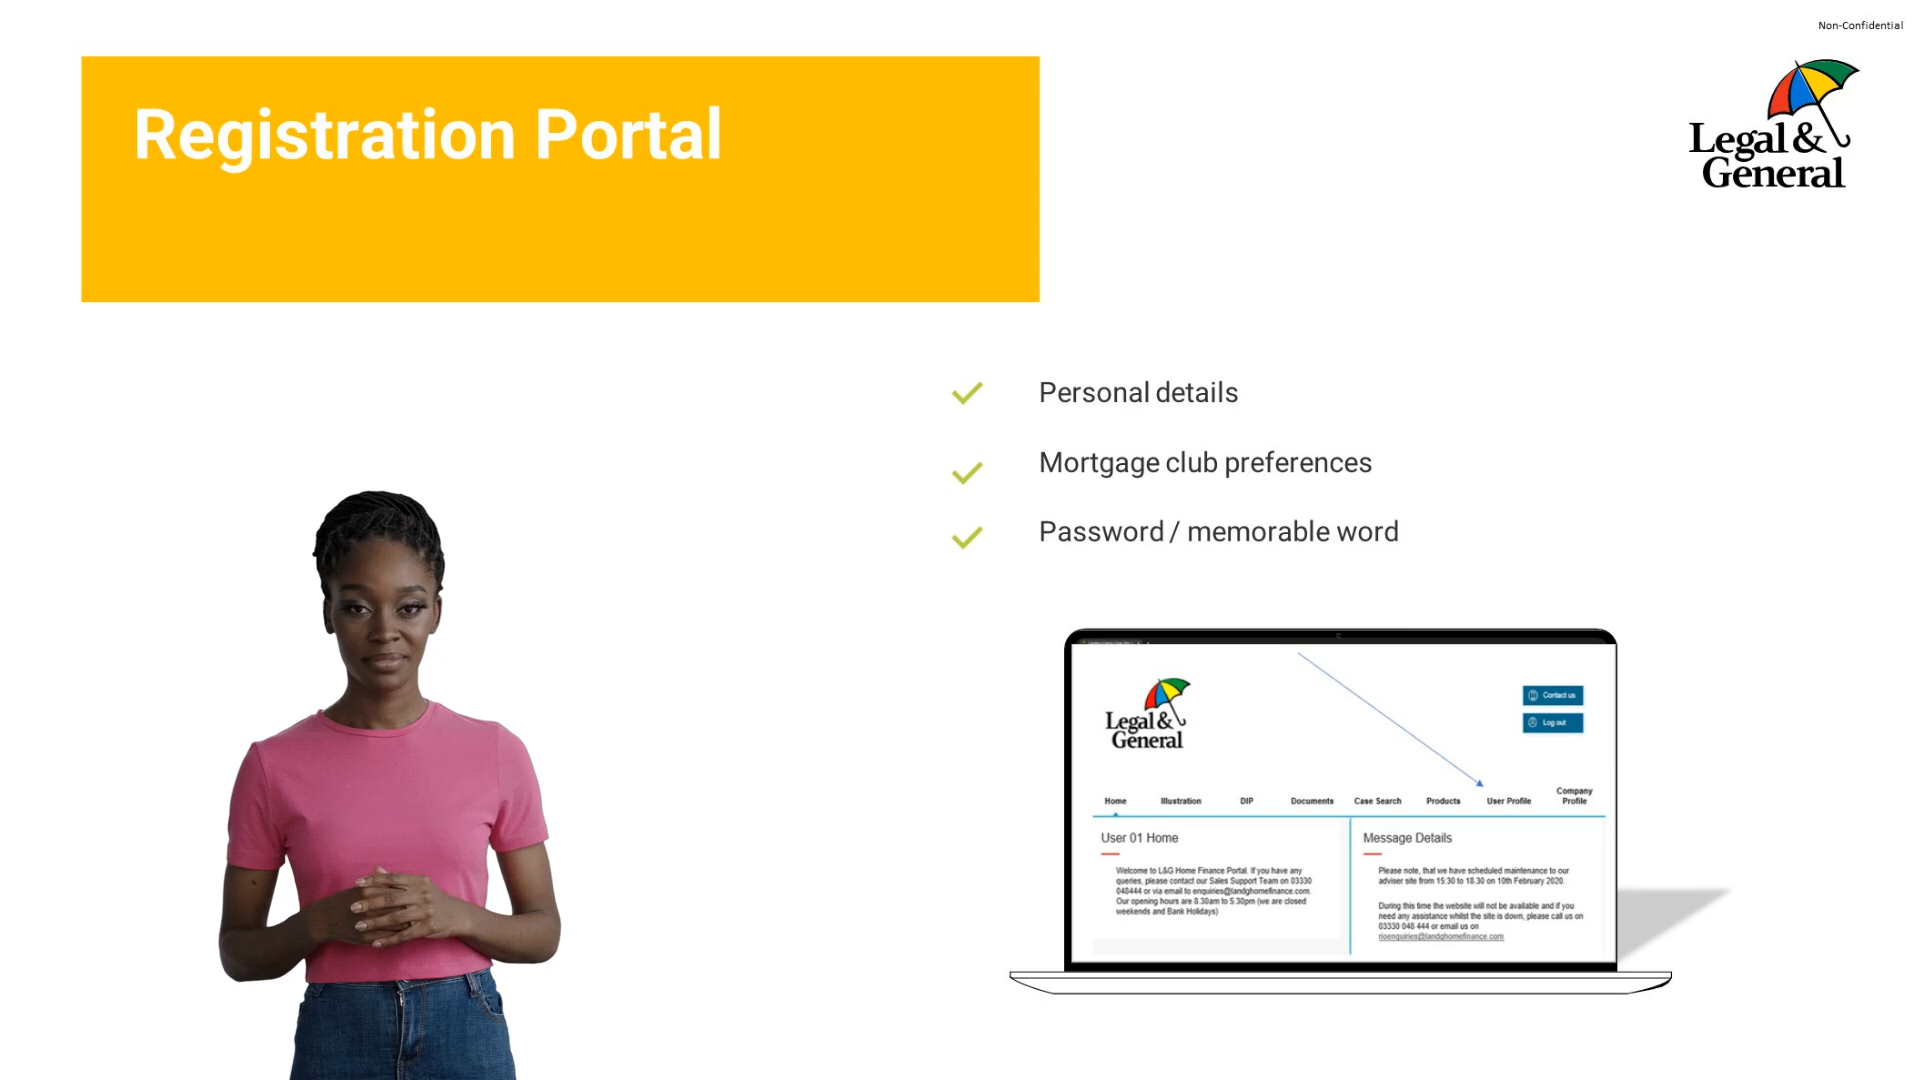 Non-Confidential
Registration Portal
Legal &
General
Personal details
Mortgage club preferences
Password / memorable word
Legal &
General
Contact us
Log out
Home
Illustration
DIP
Documents
Case Search
Products
User Profile
Company
Profile
User 01 Home
Welcome to L&G Home Finance Portal. If you have any
queries, please contact our Sales Support Team on 03330
048444 or via email to enquiries@landghomefinance.com.
Our opening hours are 8.30am to 5.30pm (we are closed
weekends and Bank Holidays)
Message Details
Please note, that we have scheduled maintenance to our
adviser site from 15:30 to 18.30 on 10th February 2020.
During this time the website will not be available and if you
need any assistance whilst the site is down, please call us on
03330 048 444 or email us on
rioenquiries@landghomefinance.com